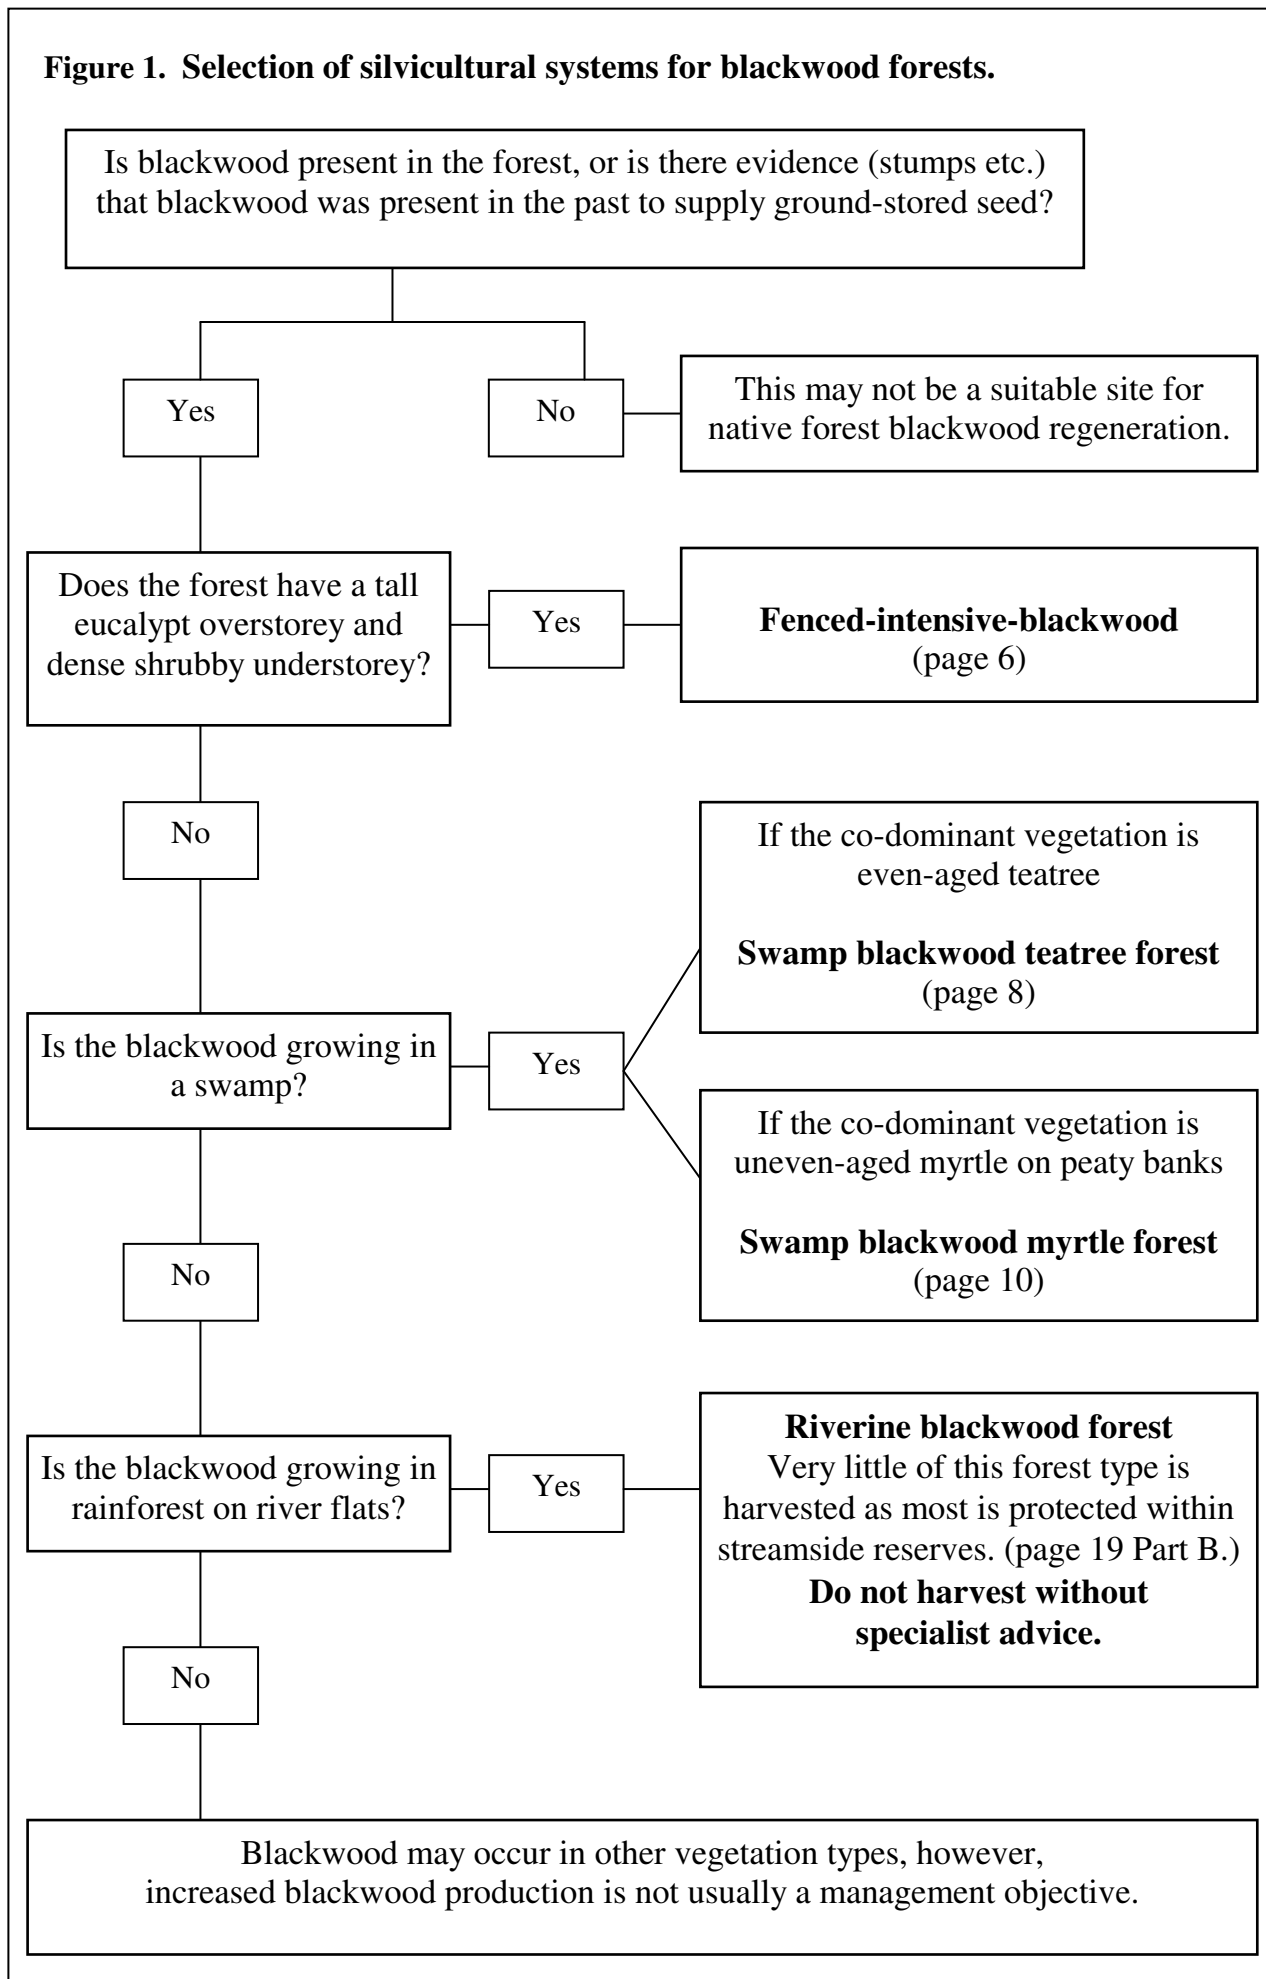 Figure 1.  Selection of silvicultural systems for blackwood forests.
Is blackwood present in the forest, or is there evidence (stumps etc.)
that blackwood was present in the past to supply ground-stored seed?
Yes
No
This may not be a suitable site for
native forest blackwood regeneration.
Does the forest have a tall
eucalypt overstorey and
dense shrubby understorey?
Yes
Fenced-intensive-blackwood
(page 6)
No
If the co-dominant vegetation is
even-aged teatree
Swamp blackwood teatree forest
(page 8)
Is the blackwood growing in
a swamp?
Yes
If the co-dominant vegetation is
uneven-aged myrtle on peaty banks
Swamp blackwood myrtle forest
(page 10)
No
Is the blackwood growing in
rainforest on river flats?
Yes
Riverine blackwood forest
Very little of this forest type is
harvested as most is protected within
streamside reserves. (page 19 Part B.)
Do not harvest without
specialist advice.
No
Blackwood may occur in other vegetation types, however,
increased blackwood production is not usually a management objective.